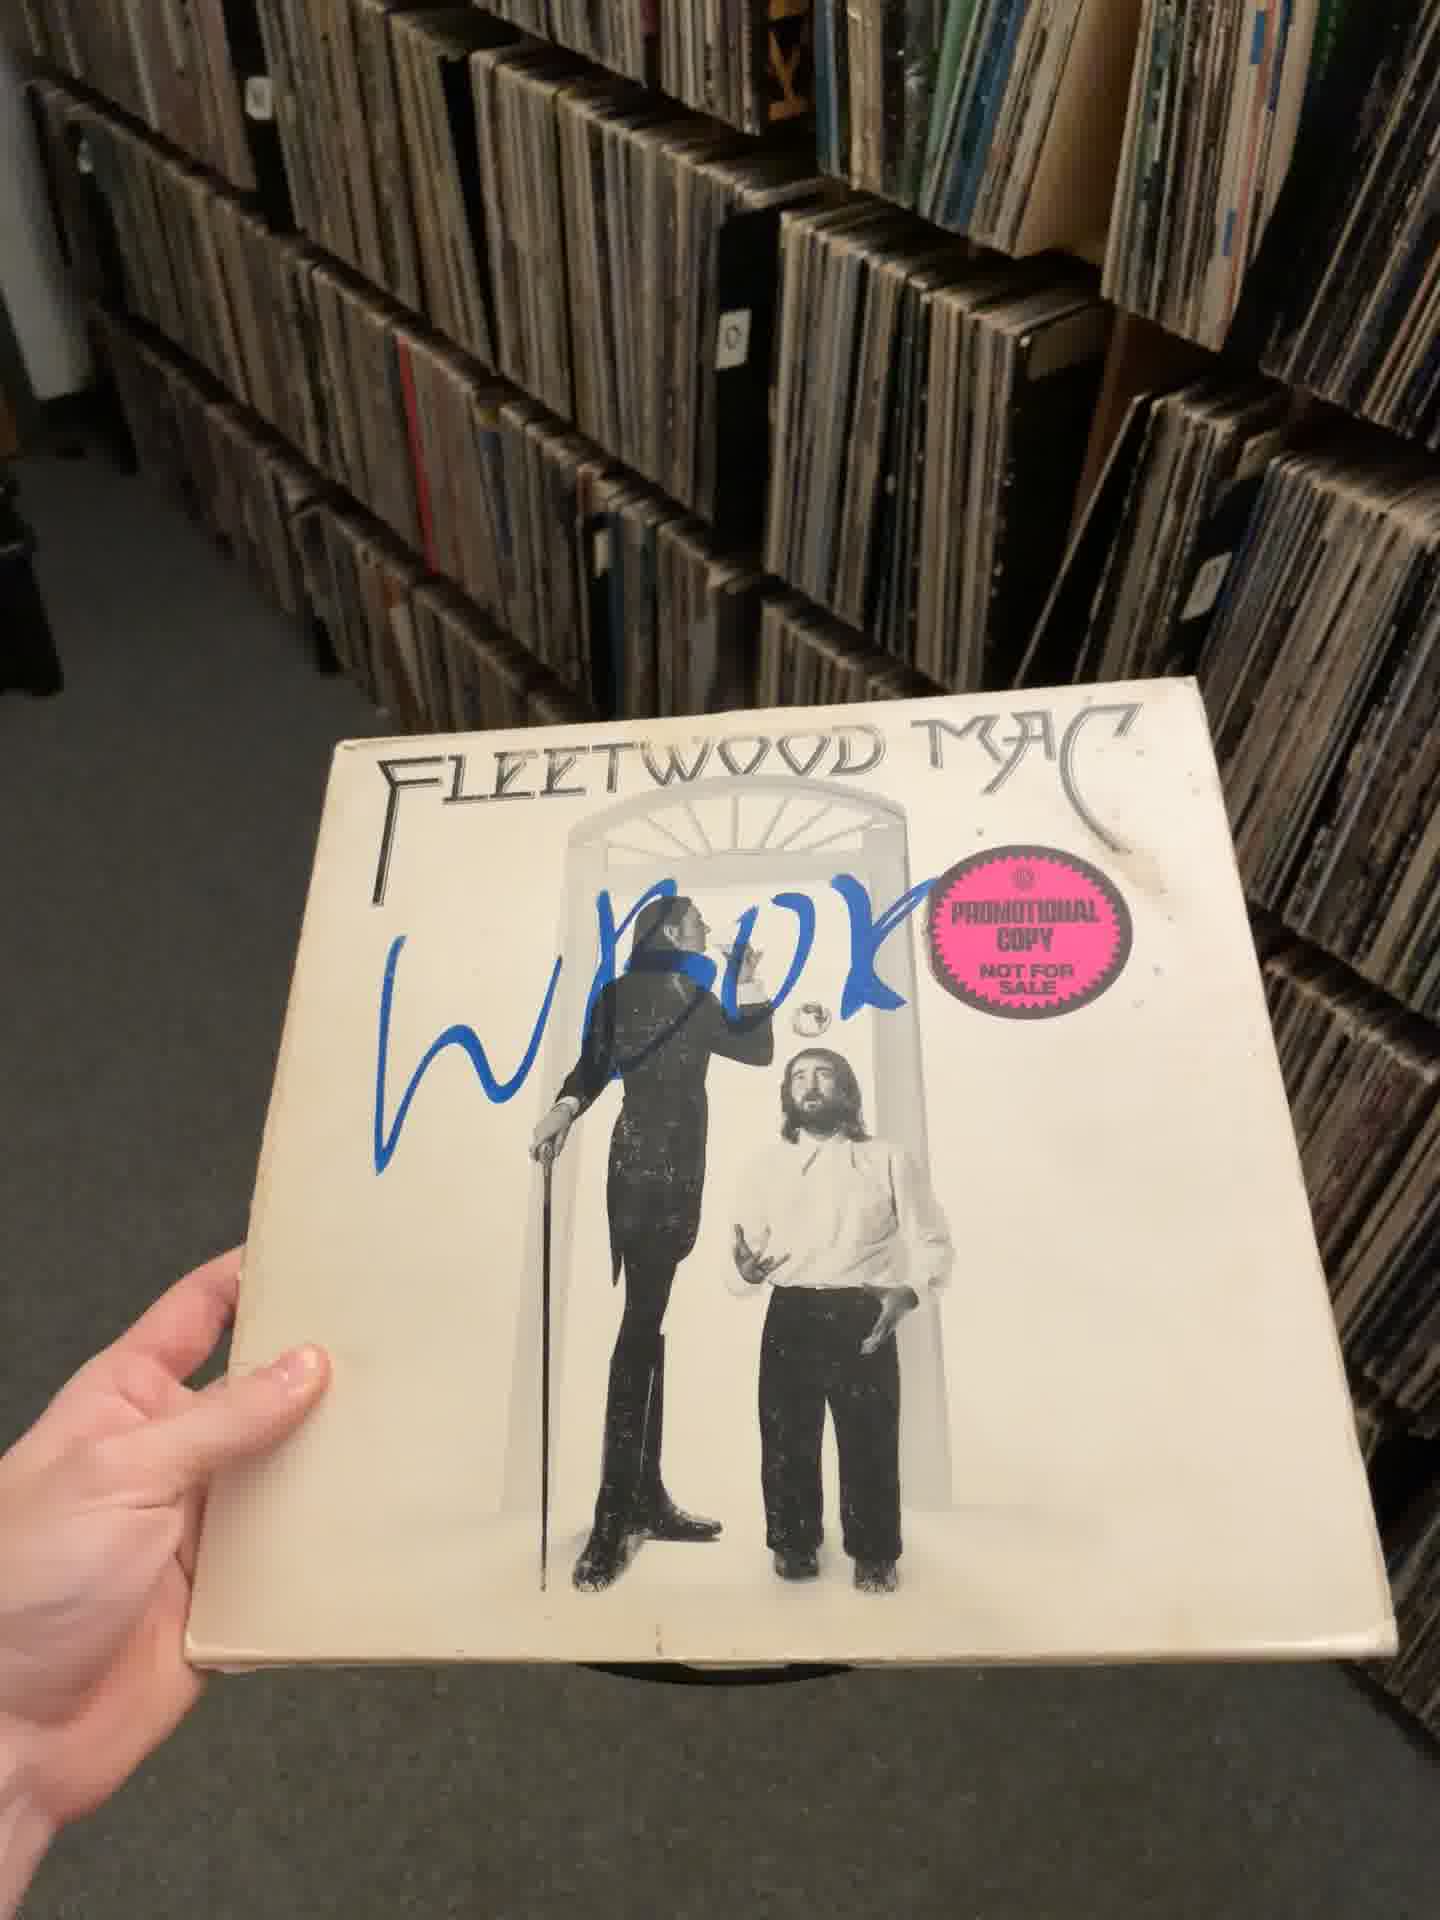 FLEETWOOD MAC
WBOR
PROMOTIONAL
COPY
NOT FOR
SALE